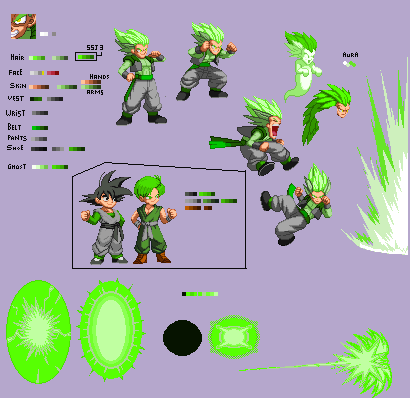 SSJ3
HAIR
FACE
HANDS
SKIN
ARMS
VEST
WRIST
BELT
PANTS
SHOE
GHOST
AURA